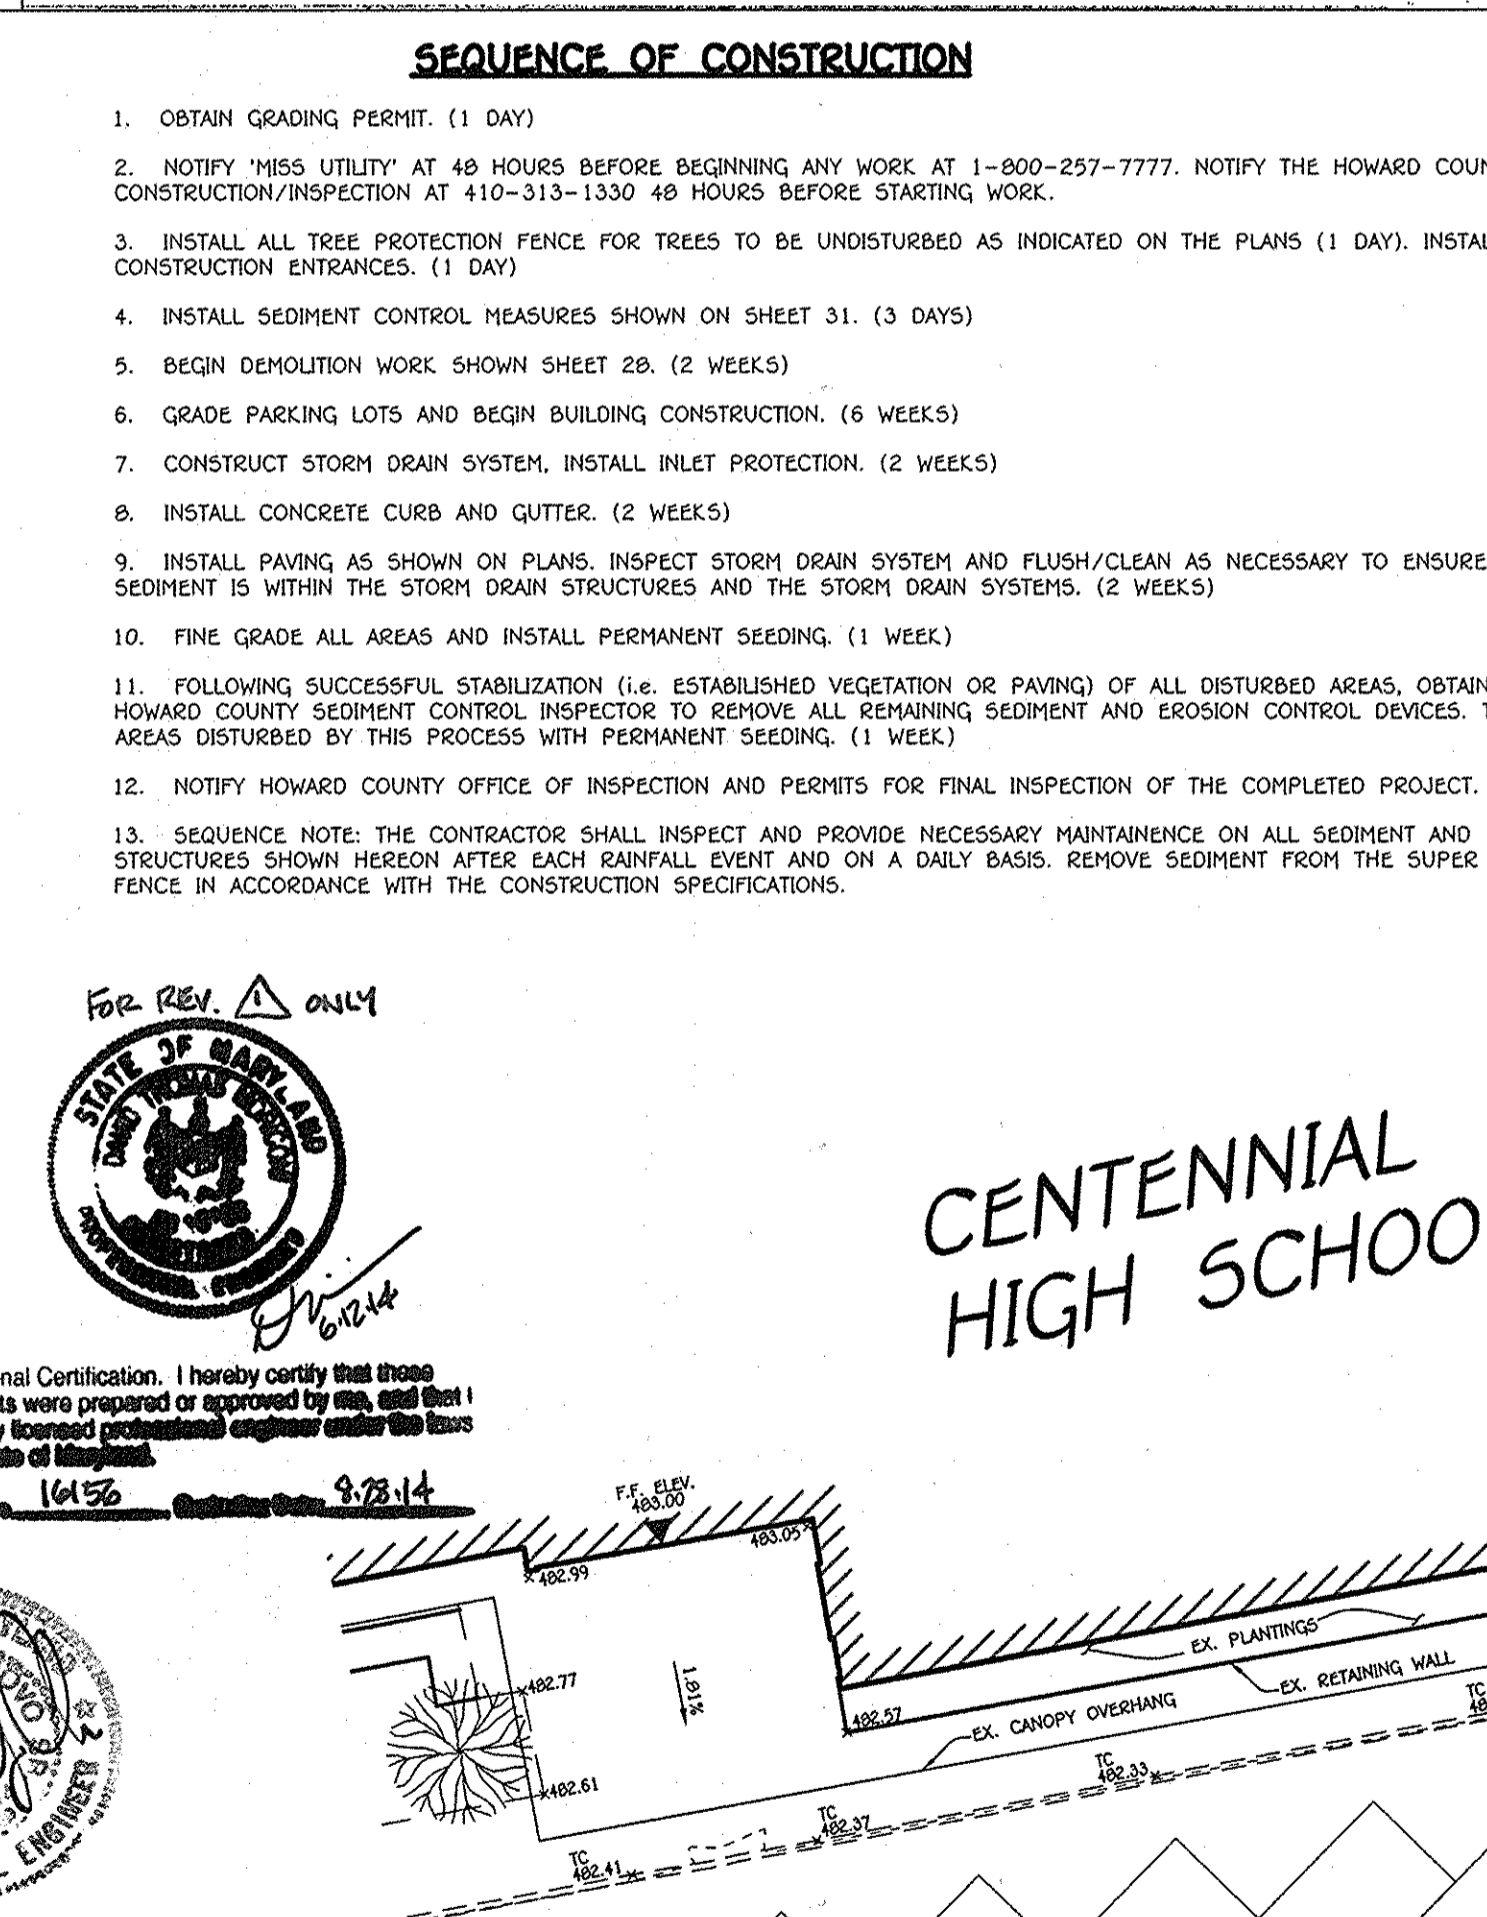 SEQUENCE OF CONSTRUCTION
1. OBTAIN GRADING PERMIT. (1 DAY)
2. NOTIFY 'MISS UTILITY' AT 48 HOURS BEFORE BEGINNING ANY WORK AT 1-800-257-7777. NOTIFY THE HOWARD COUN
CONSTRUCTION/INSPECTION AT 410-313-1330 48 HOURS BEFORE STARTING WORK.
3. INSTALL ALL TREE PROTECTION FENCE FOR TREES TO BE UNDISTURBED AS INDICATED ON THE PLANS (1 DAY). INSTAL
CONSTRUCTION ENTRANCES. (1 DAY)
4. INSTALL SEDIMENT CONTROL MEASURES SHOWN ON SHEET 31. (3 DAYS)
5. BEGIN DEMOLITION WORK SHOWN SHEET 28. (2 WEEKS)
6. GRADE PARKING LOTS AND BEGIN BUILDING CONSTRUCTION. (6 WEEKS)
7. CONSTRUCT STORM DRAIN SYSTEM, INSTALL INLET PROTECTION. (2 WEEKS)
8. INSTALL CONCRETE CURB AND GUTTER. (2 WEEKS)
9. INSTALL PAVING AS SHOWN ON PLANS. INSPECT STORM DRAIN SYSTEM AND FLUSH/CLEAN AS NECESSARY TO ENSURE
SEDIMENT IS WITHIN THE STORM DRAIN STRUCTURES AND THE STORM DRAIN SYSTEMS. (2 WEEKS)
10. FINE GRADE ALL AREAS AND INSTALL PERMANENT SEEDING. (1 WEEK)
11. FOLLOWING SUCCESSFUL STABILIZATION (i.e. ESTABLISHED VEGETATION OR PAVING) OF ALL DISTURBED AREAS, OBTAIN
HOWARD COUNTY SEDIMENT CONTROL INSPECTOR TO REMOVE ALL REMAINING SEDIMENT AND EROSION CONTROL DEVICES. T
AREAS DISTURBED BY THIS PROCESS WITH PERMANENT SEEDING. (1 WEEK)
12. NOTIFY HOWARD COUNTY OFFICE OF INSPECTION AND PERMITS FOR FINAL INSPECTION OF THE COMPLETED PROJECT.
13. SEQUENCE NOTE: THE CONTRACTOR SHALL INSPECT AND PROVIDE NECESSARY MAINTAINENCE ON ALL SEDIMENT AND
STRUCTURES SHOWN HEREON AFTER EACH RAINFALL EVENT AND ON A DAILY BASIS. REMOVE SEDIMENT FROM THE SUPER
FENCE IN ACCORDANCE WITH THE CONSTRUCTION SPECIFICATIONS.
FOR REV. 1 ONLY
STATE OF MARYLAND
DAVID THOMAS
6.12.14
CENTENNIAL
HIGH SCHOO
nal Certification. I hereby certify that these
ts were prepared or approved by me, and that I
y licensed professional engineer under the laws
te of Maryland.
16156 8.28.14
F.F. ELEV.
483.00
483.05
482.99
482.77
1.81%
482.61
482.57
EX. PLANTINGS
EX. RETAINING WALL
EX. CANOPY OVERHANG
TC
48
TC
482.33
TC
482.37
TC
482.41
ENGINEER